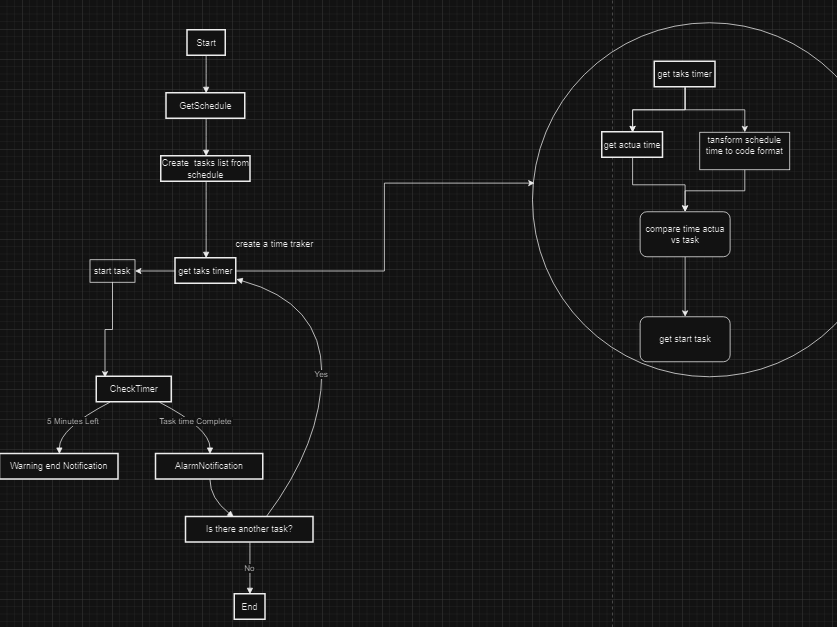 Start
GetSchedule
Create tasks list from
schedule
create a time traker
start task
get taks timer
CheckTimer
5 Minutes Left
Task time Complete
Warning end Notification
AlarmNotification
Is there another task?
Yes
No
End
get taks timer
get actua time
tansform schedule
time to code format
compare time actua
vs task
get start task